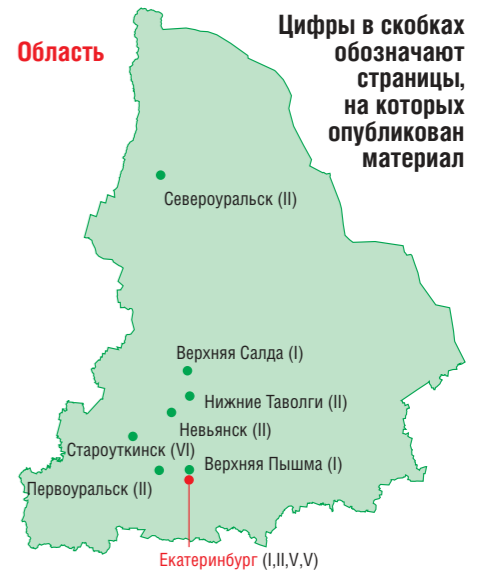 Область
Цифры в скобках
обозначают
страницы,
на которых
опубликован
материал
Североуральск (II)
Верхняя Салда (I)
Нижние Таволги (II)
Невьянск (II)
Староуткинск (VI)
Верхняя Пышма (I)
Первоуральск (II)
Екатеринбург (I,II,V,V)